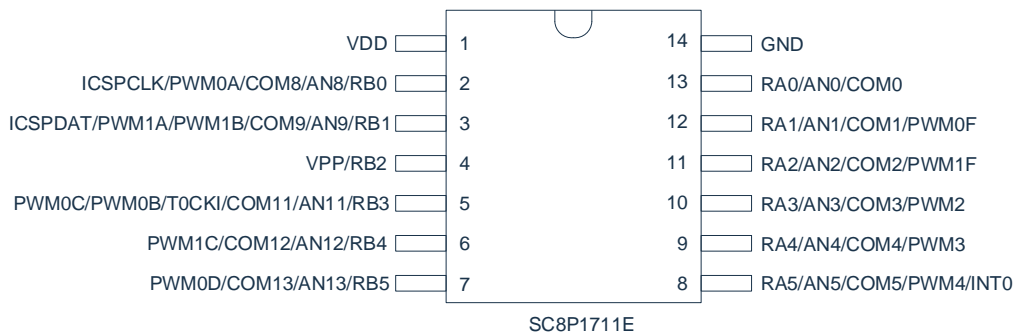 VDD 1 14 GND
ICSPCLK/PWM0A/COM8/AN8/RB0 2 13 RA0/AN0/COM0
ICSPDAT/PWM1A/PWM1B/COM9/AN9/RB1 3 12 RA1/AN1/COM1/PWM0F
VPP/RB2 4 11 RA2/AN2/COM2/PWM1F
PWM0C/PWM0B/T0CKI/COM11/AN11/RB3 5 10 RA3/AN3/COM3/PWM2
PWM1C/COM12/AN12/RB4 6 9 RA4/AN4/COM4/PWM3
PWM0D/COM13/AN13/RB5 7 8 RA5/AN5/COM5/PWM4/INT0
SC8P1711E